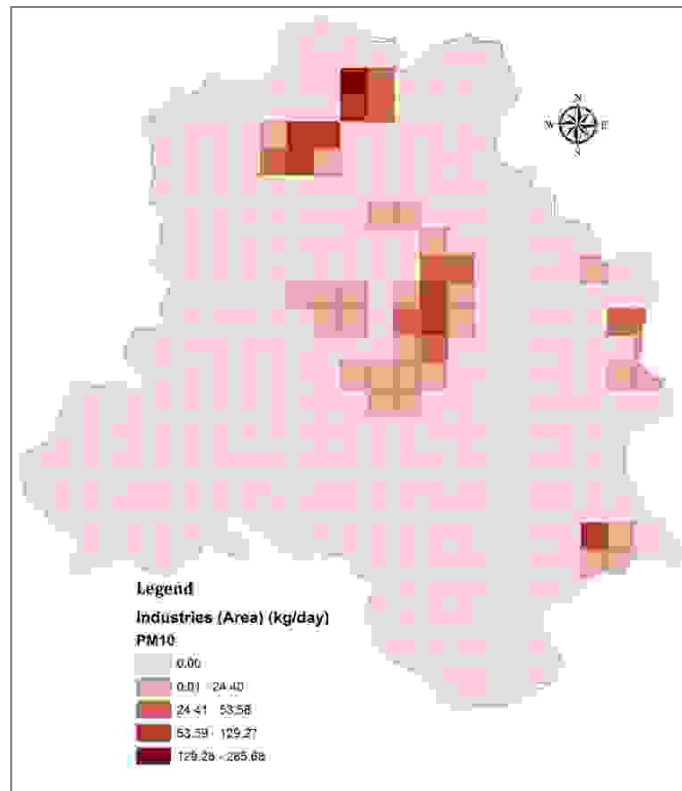 N
W E
S
Legend
Industries (Area) (kg/day)
PM10
0.00
0.01 - 24.40
24.41 - 53.58
53.59 - 129.27
129.28 - 285.68